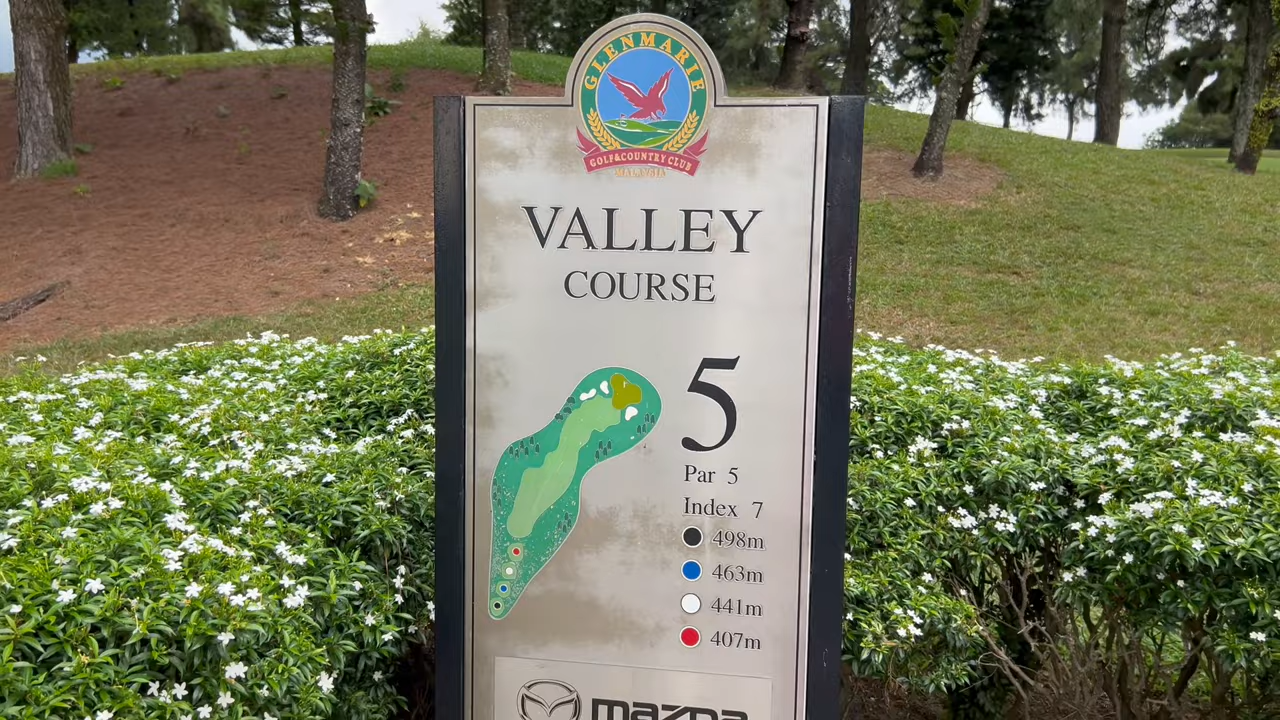 GLENMARIE
GOLF&COUNTRY CLUB
MALAYSIA
VALLEY
COURSE
5
Par 5
Index 7
498m
463m
441m
407m
mazda